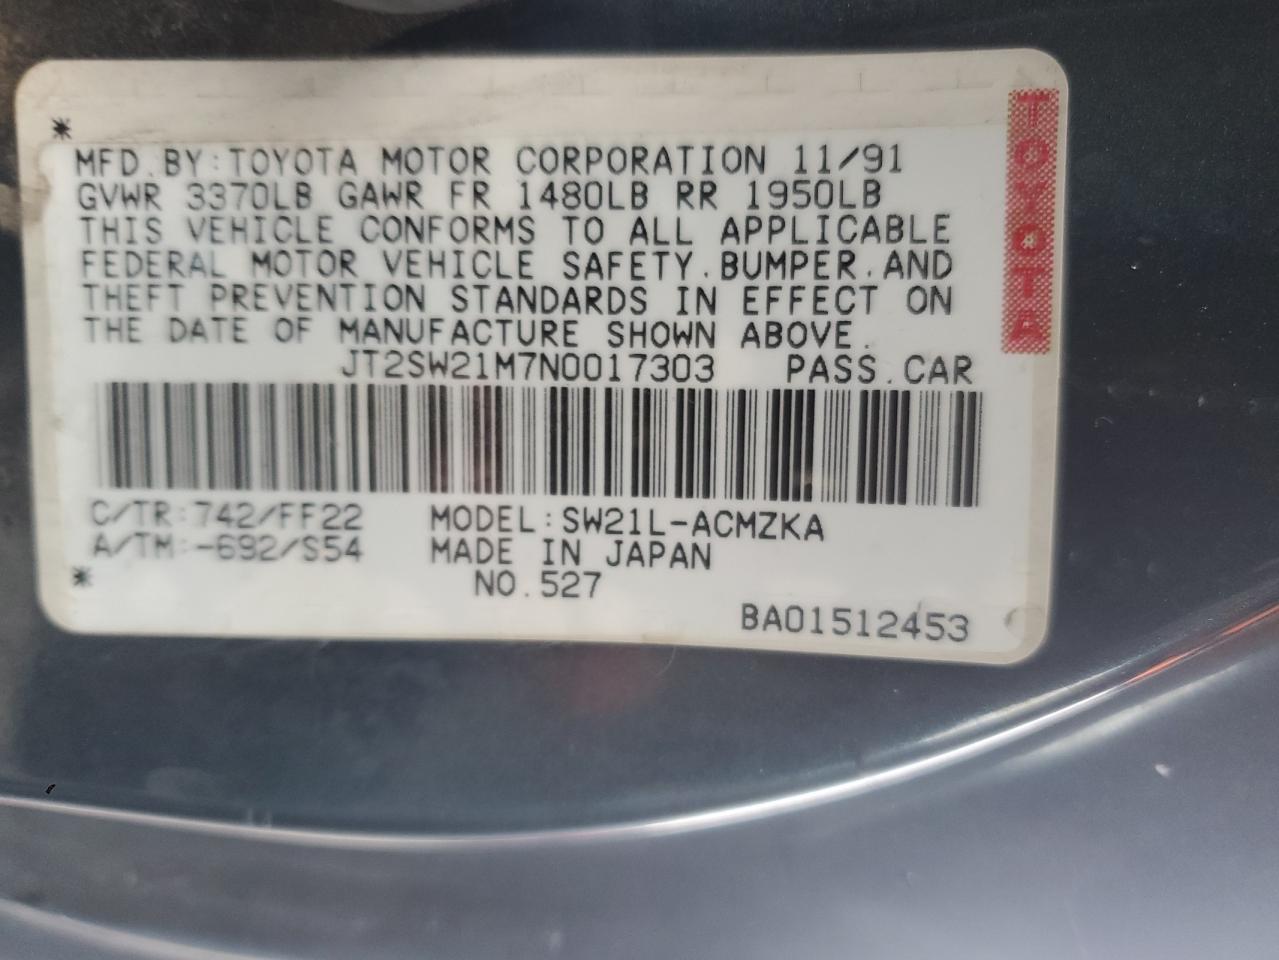 *
MFD. BY: TOYOTA MOTOR CORPORATION 11/91
GVWR 3370LB GAWR FR 1480LB RR 1950LB
THIS VEHICLE CONFORMS TO ALL APPLICABLE
FEDERAL MOTOR VEHICLE SAFETY. BUMPER. AND
THEFT PREVENTION STANDARDS IN EFFECT ON
THE DATE OF MANUFACTURE SHOWN ABOVE.
JT2SW21M7N0017303 PASS. CAR
C/TR: 742/FF22 MODEL: SW21L-ACMZKA
A/TM: -692/S54 MADE IN JAPAN
* NO. 527
BA01512453
TOYOTA